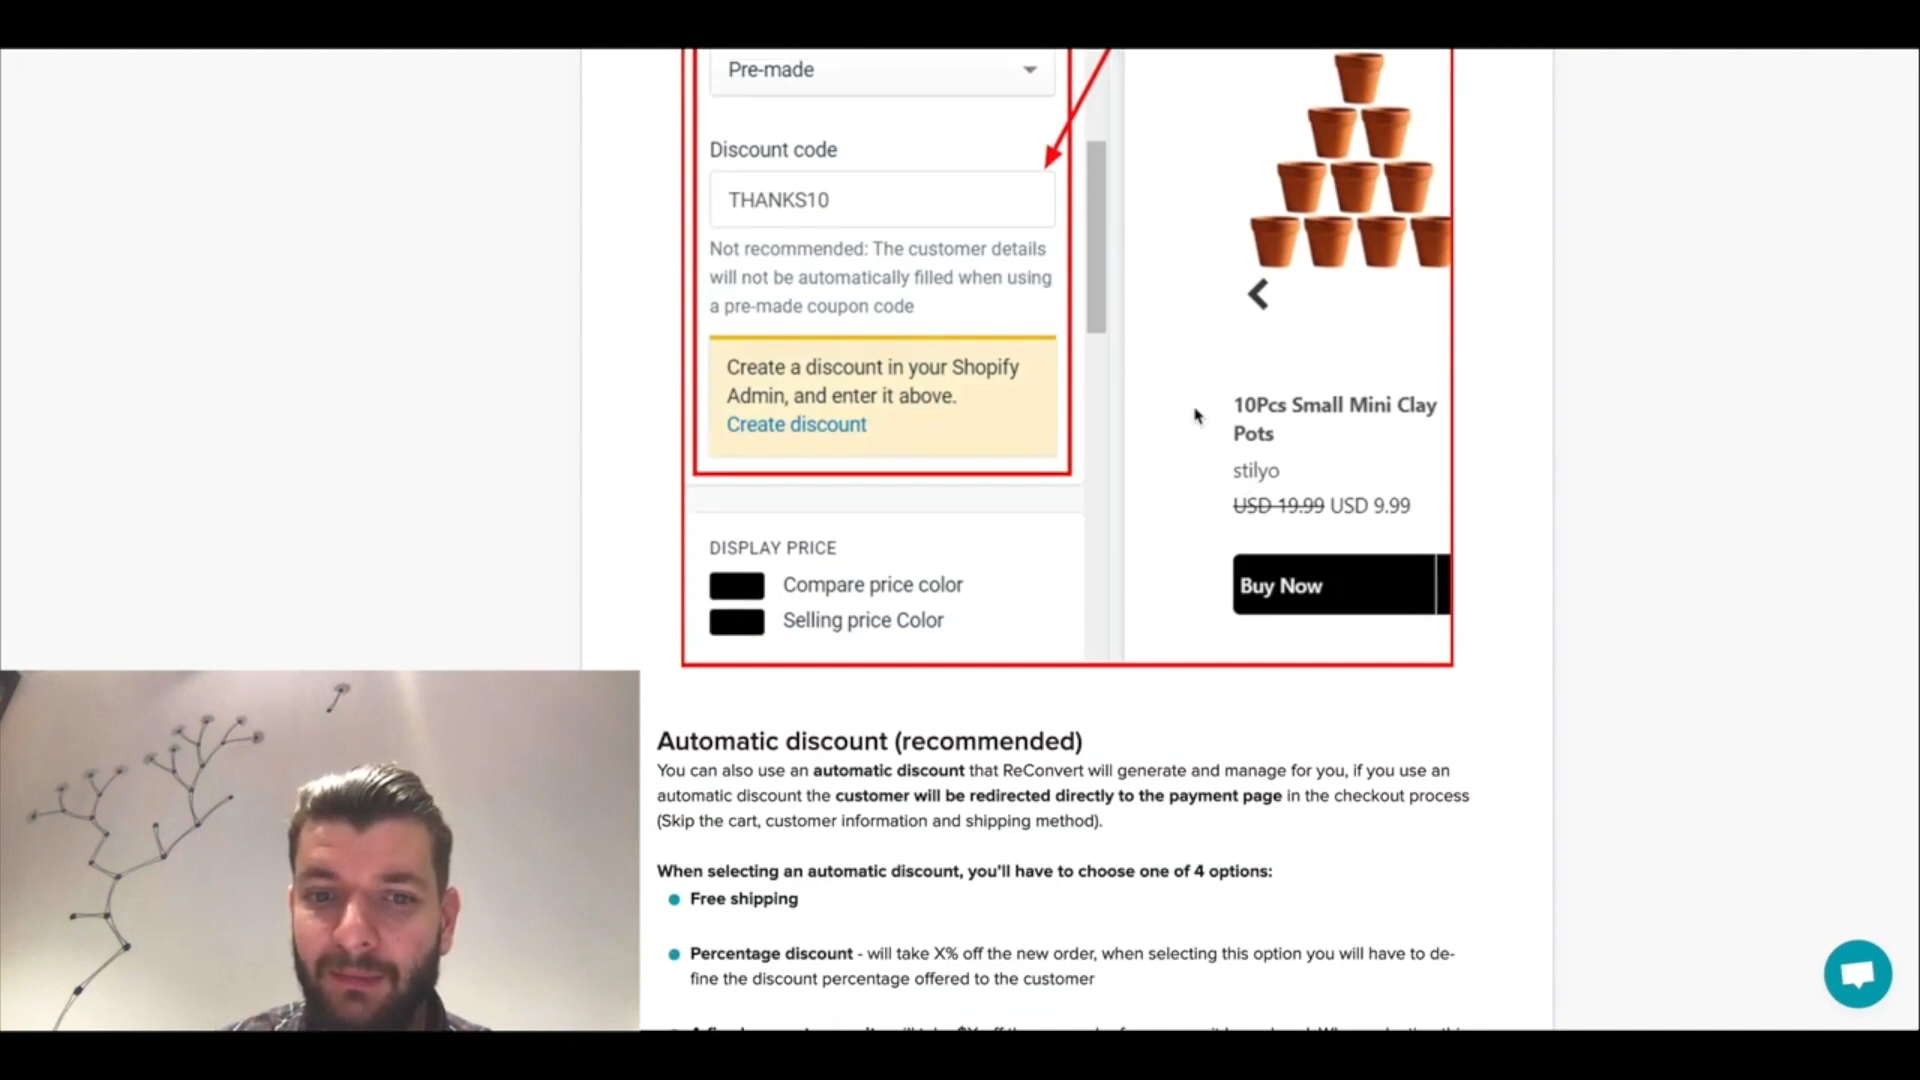 Pre-made
Discount code
THANKS10
Not recommended: The customer details
will not be automatically filled when using
a pre-made coupon code
Create a discount in your Shopify
Admin, and enter it above.
Create discount
DISPLAY PRICE
Compare price color
Selling price Color
10Pcs Small Mini Clay
Pots
stilyo
USD 19.99 USD 9.99
Buy Now
Automatic discount (recommended)
You can also use an automatic discount that ReConvert will generate and manage for you, if you use an
automatic discount the customer will be redirected directly to the payment page in the checkout process
(Skip the cart, customer information and shipping method).
When selecting an automatic discount, you'll have to choose one of 4 options:
Free shipping
Percentage discount - will take X% off the new order, when selecting this option you will have to de-
fine the discount percentage offered to the customer